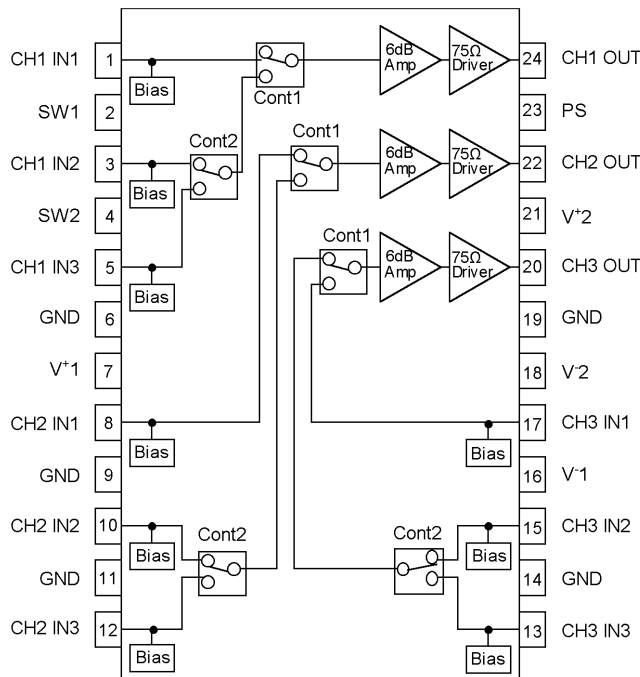 CH1 IN1
1
Bias
Cont1
6dB
Amp
75Ω
Driver
24
CH1 OUT
SW1
2
23
PS
CH1 IN2
3
Bias
Cont2
Cont1
6dB
Amp
75Ω
Driver
22
CH2 OUT
SW2
4
21
V+2
CH1 IN3
5
Bias
Cont1
6dB
Amp
75Ω
Driver
20
CH3 OUT
GND
6
19
GND
V+1
7
18
V-2
CH2 IN1
8
Bias
Bias
17
CH3 IN1
GND
9
16
V-1
CH2 IN2
10
Bias
Cont2
Cont2
Bias
15
CH3 IN2
GND
11
14
GND
CH2 IN3
12
Bias
Bias
13
CH3 IN3